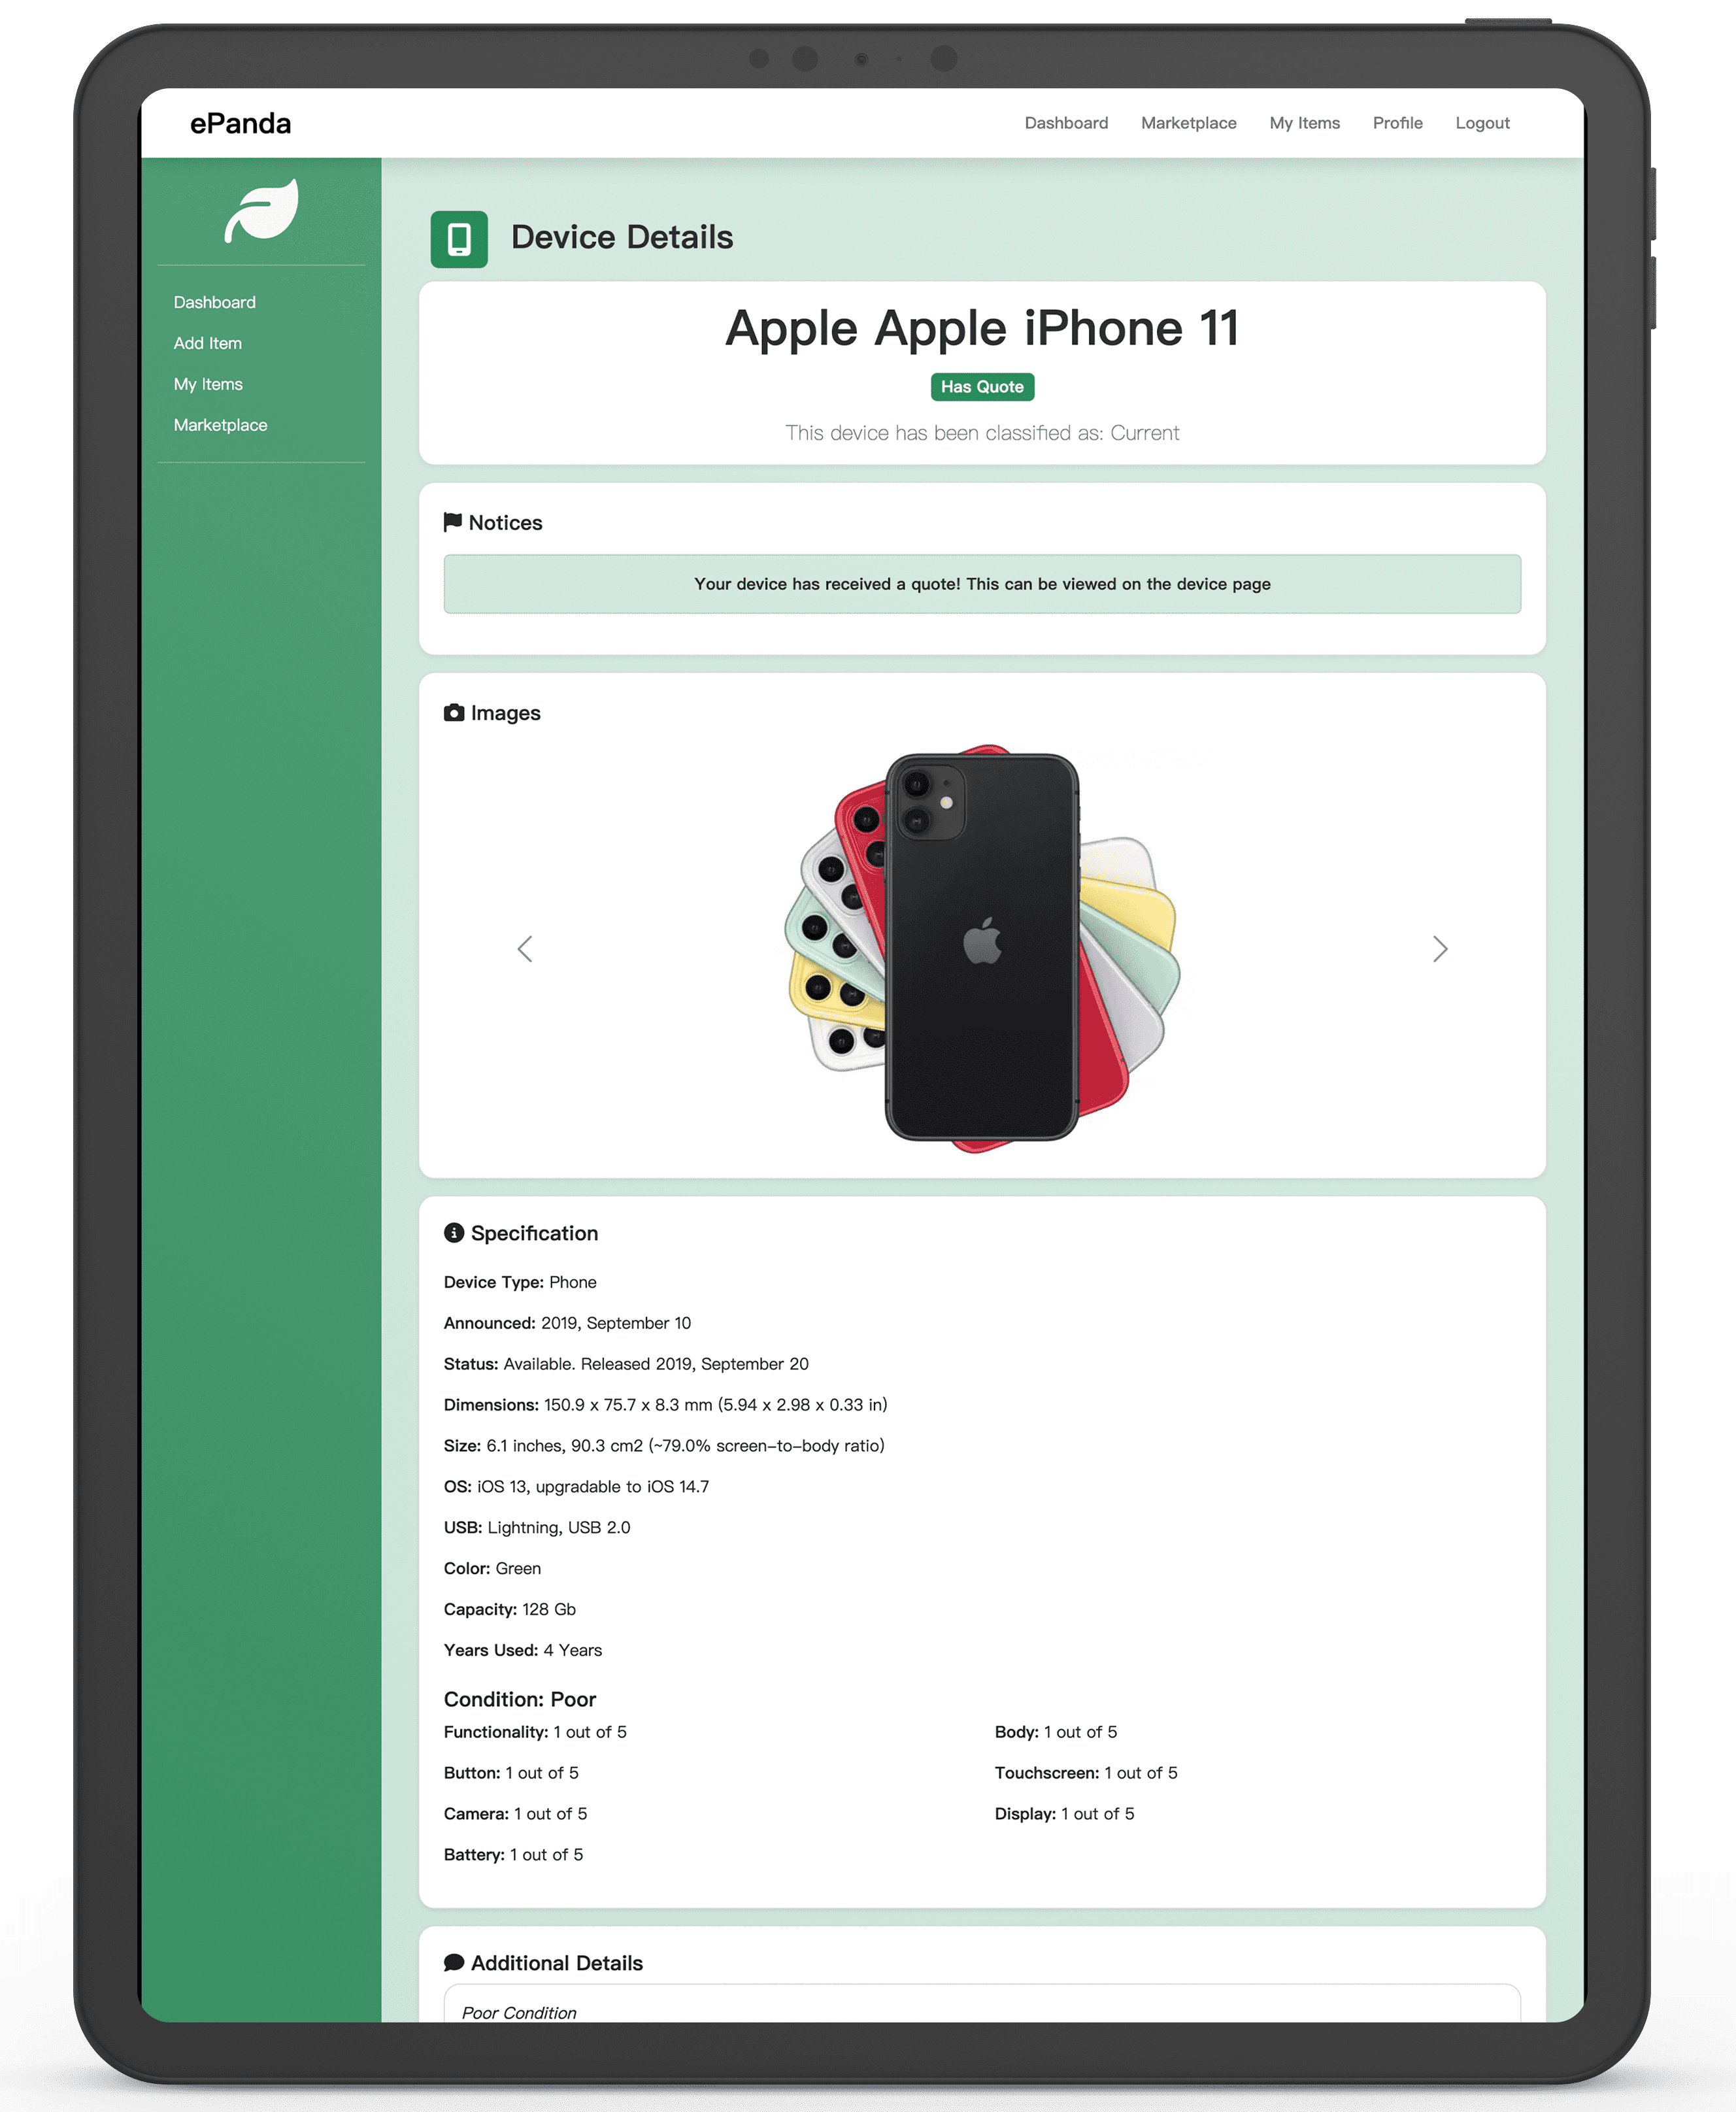 ePanda
Dashboard Marketplace My Items Profile Logout
Dashboard
Add Item
My Items
Marketplace
Device Details
Apple Apple iPhone 11
Has Quote
This device has been classified as: Current
Notices
Your device has received a quote! This can be viewed on the device page
Images
Specification
Device Type: Phone
Announced: 2019, September 10
Status: Available. Released 2019, September 20
Dimensions: 150.9 x 75.7 x 8.3 mm (5.94 x 2.98 x 0.33 in)
Size: 6.1 inches, 90.3 cm2 (~79.0% screen-to-body ratio)
OS: iOS 13, upgradable to iOS 14.7
USB: Lightning, USB 2.0
Color: Green
Capacity: 128 Gb
Years Used: 4 Years
Condition: Poor
Functionality: 1 out of 5 Body: 1 out of 5
Button: 1 out of 5 Touchscreen: 1 out of 5
Camera: 1 out of 5 Display: 1 out of 5
Battery: 1 out of 5
Additional Details
Poor Condition